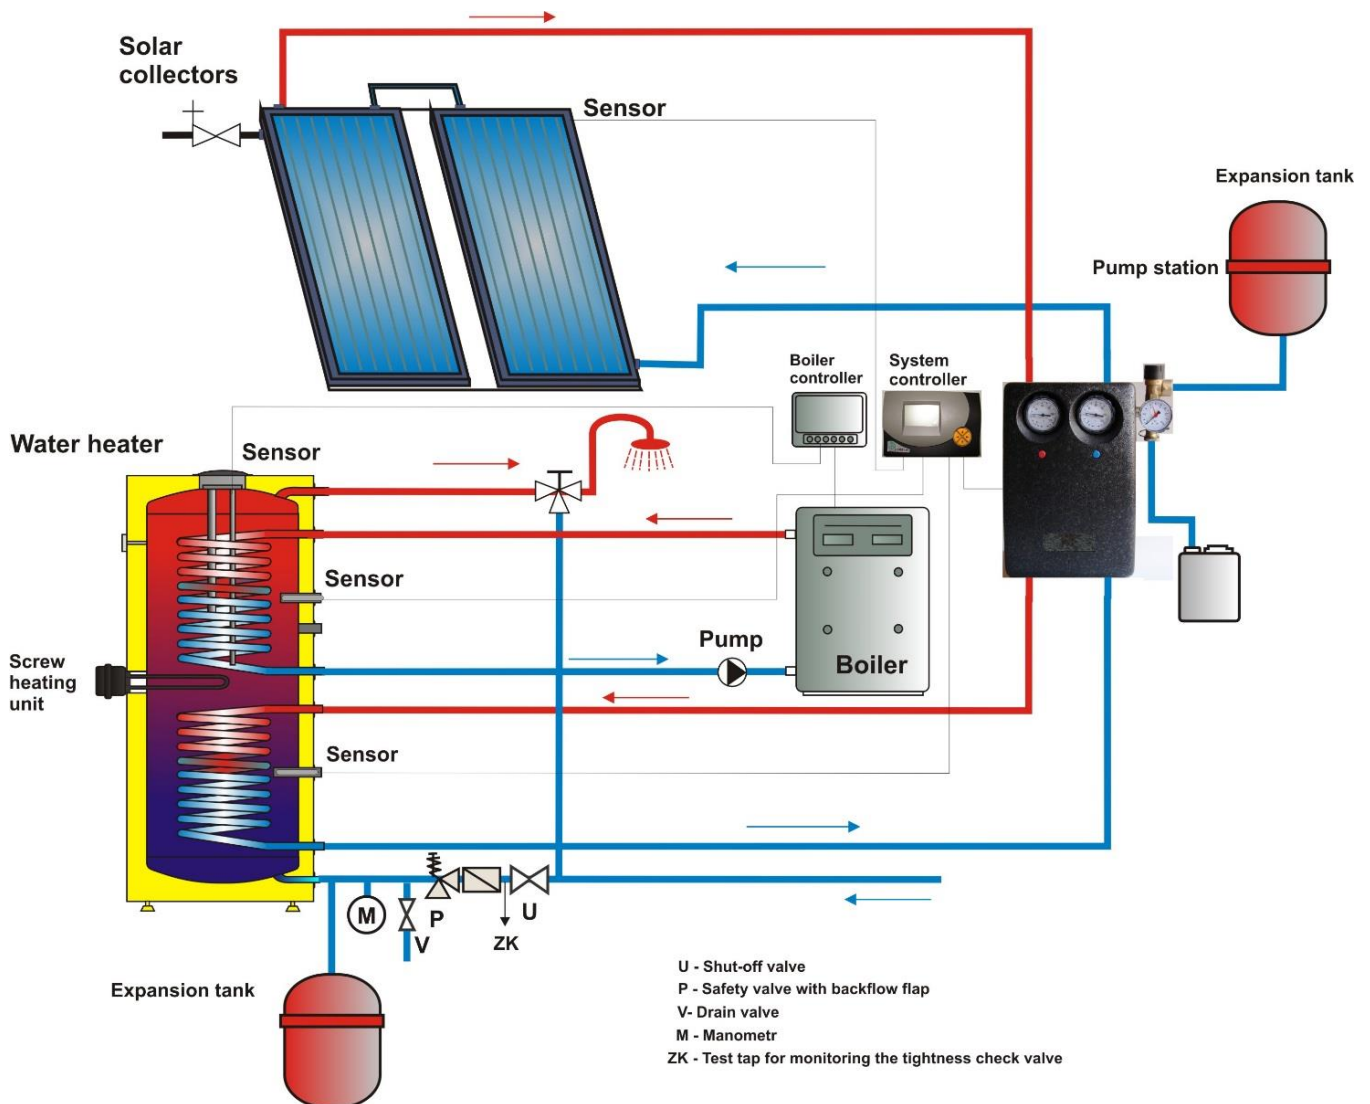 Solar
collectors
Sensor
Expansion tank
Pump station
Boiler
controller
System
controller
Water heater
Sensor
Sensor
Screw
heating
unit
Pump
Boiler
Sensor
M
P
U
V
ZK
Expansion tank
U - Shut-off valve
P - Safety valve with backflow flap
V- Drain valve
M - Manometr
ZK - Test tap for monitoring the tightness check valve